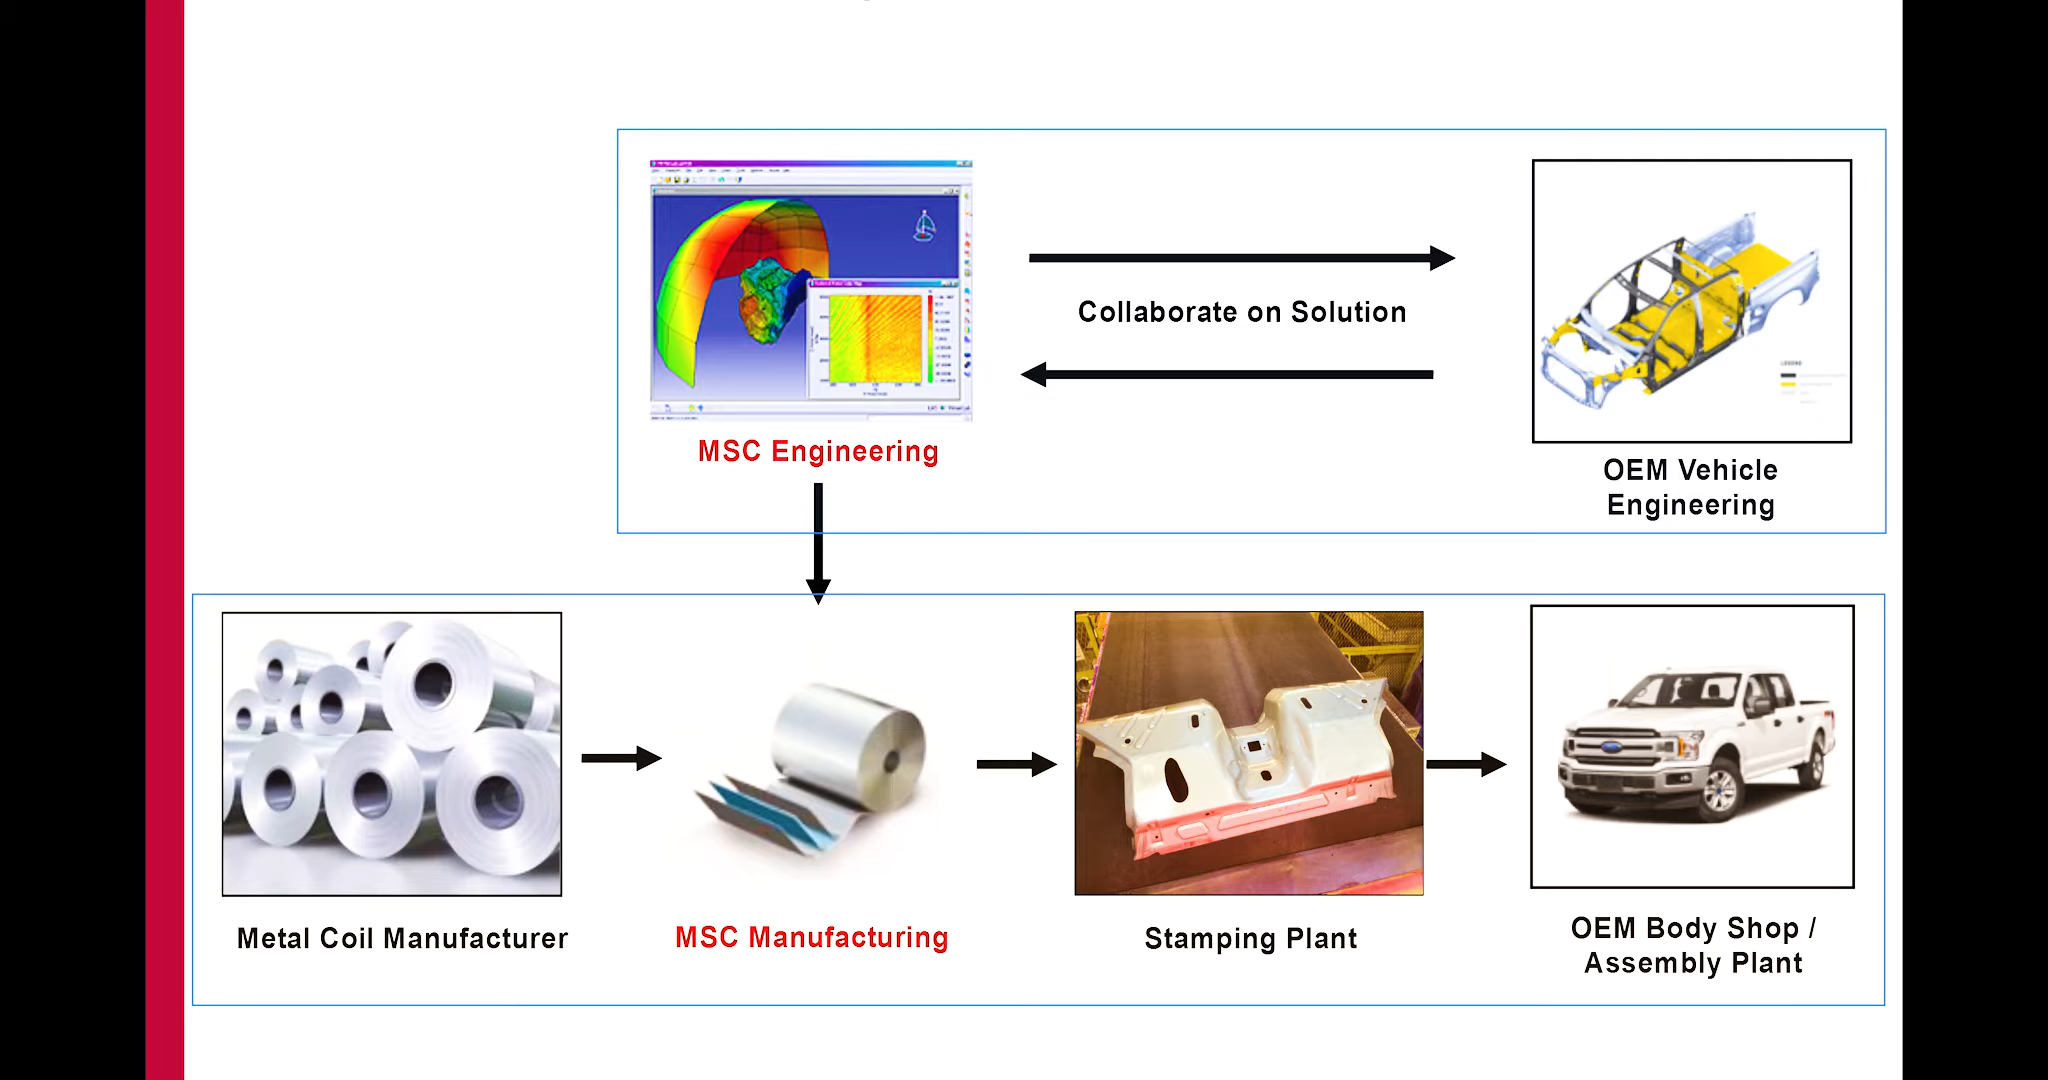 Collaborate on Solution
MSC Engineering
OEM Vehicle
Engineering
LEGEND
Metal Coil Manufacturer
MSC Manufacturing
Stamping Plant
OEM Body Shop /
Assembly Plant